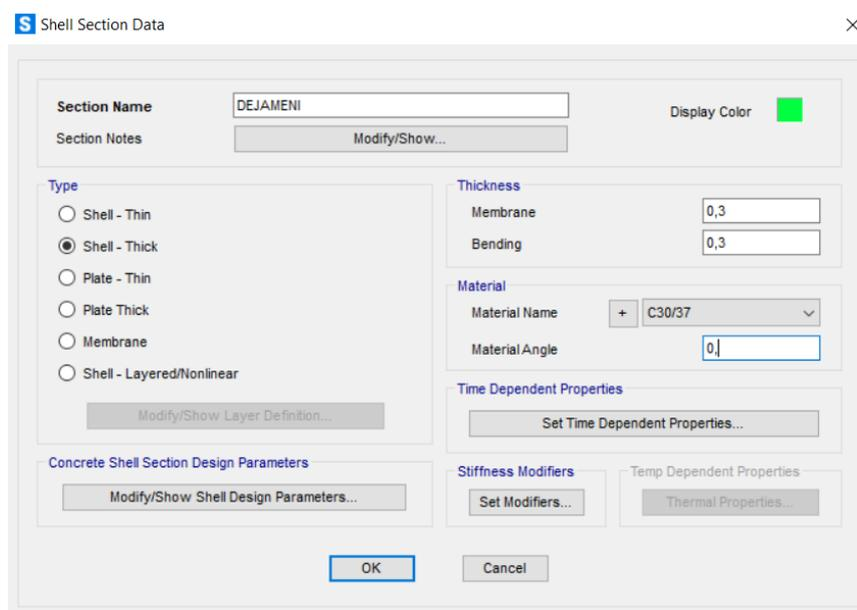 S Shell Section Data
Section Name DEJAMENI Display Color
Section Notes Modify/Show...
Type
Shell - Thin
Shell - Thick
Plate - Thin
Plate Thick
Membrane
Shell - Layered/Nonlinear
Modify/Show Layer Definition...
Concrete Shell Section Design Parameters
Modify/Show Shell Design Parameters...
Thickness
Membrane 0,3
Bending 0,3
Material
Material Name + C30/37
Material Angle 0,
Time Dependent Properties
Set Time Dependent Properties...
Stiffness Modifiers
Set Modifiers...
Temp Dependent Properties
Thermal Properties...
OK Cancel